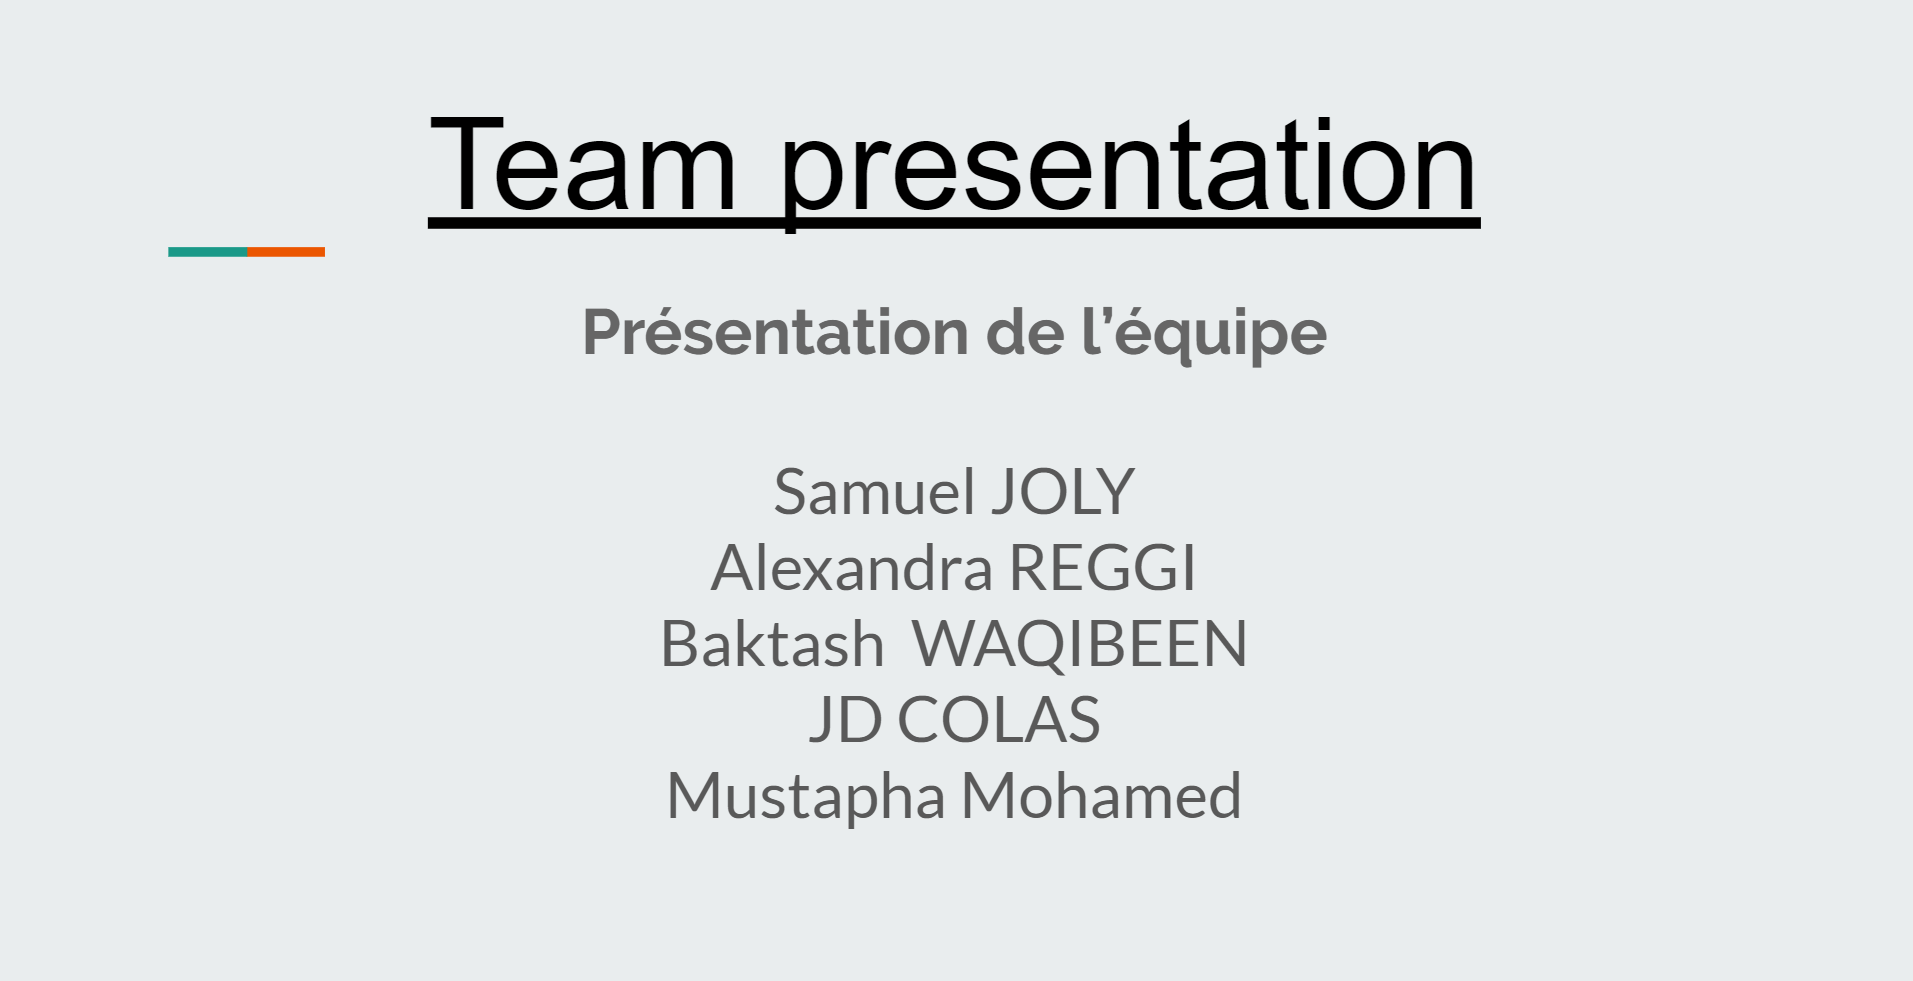 Team presentation
Présentation de l’équipe
Samuel JOLY
Alexandra REGGI
Baktash  WAQIBEEN
JD COLAS
Mustapha Mohamed